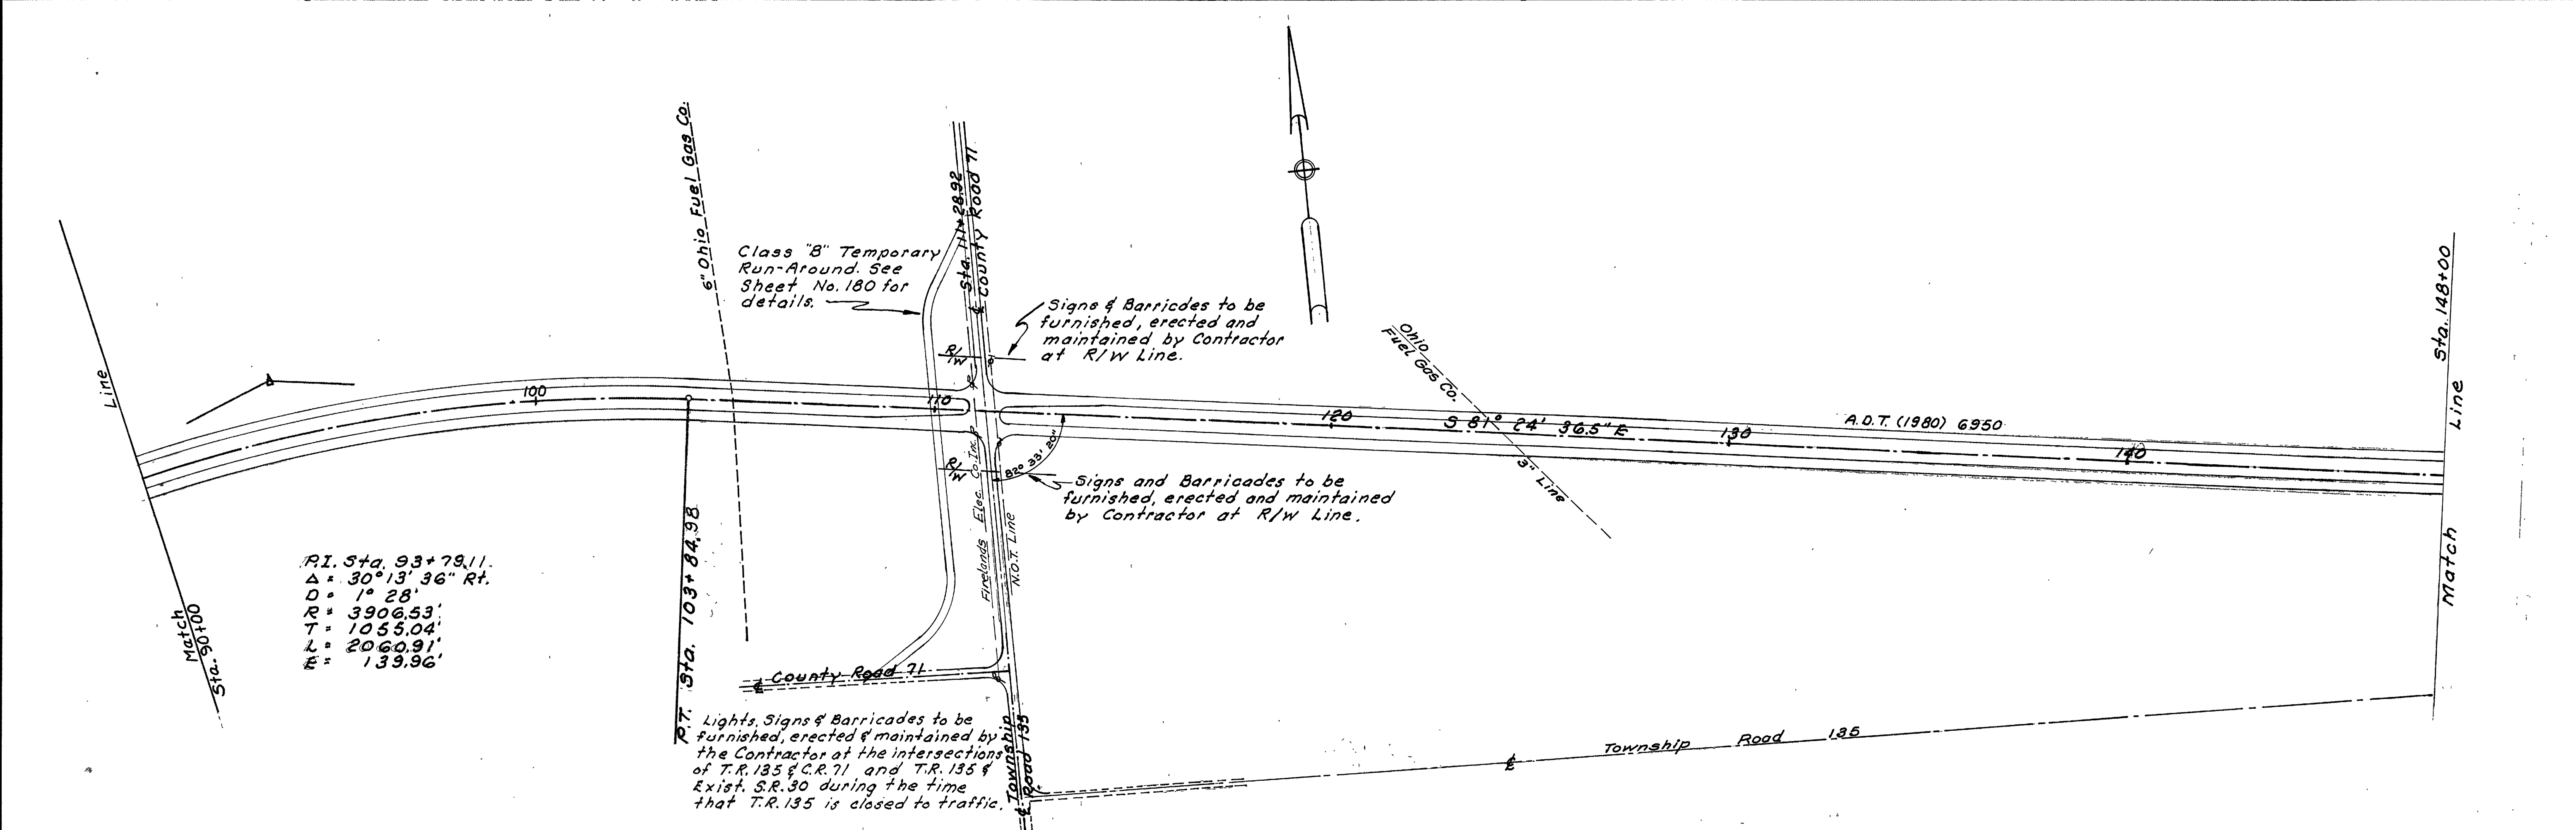 Line
Match
Sta. 90+00
P.I. Sta. 93+79.11
Δ = 30°13' 36" Rt.
D = 1° 28'
R = 3906.53'
T = 1055.04'
L = 2060.91'
E = 139.96'
100
P.T. Sta. 103+84.98
6" Ohio Fuel Gas Co.
Class "B" Temporary
Run-Around. See
Sheet No. 180 for
details.
Sta. 111+28.92
℄ County Road 71
R/W
Signs & Barricdes to be
furnished, erected and
maintained by Contractor
at R/W Line.
110
R/W
82° 33' 20"
Signs and Barricades to be
furnished, erected and maintained
by Contractor at R/W Line.
Firelands Elec. Co. Inc.
N.O.T. Line
℄ County Road 71
Lights, Signs & Barricades to be
furnished, erected & maintained by
the Contractor at the intersections
of T.R. 135 & C.R. 71 and T.R. 135 &
Exist. S.R. 30 during the time
that T.R. 135 is closed to traffic.
℄ Township
Road 135
120
Ohio
Fuel Gas Co.
3" Line
S 81° 24' 36.5" E
130
A.D.T. (1980) 6950
140
℄ Township Road 135
Sta. 148+00
Match Line